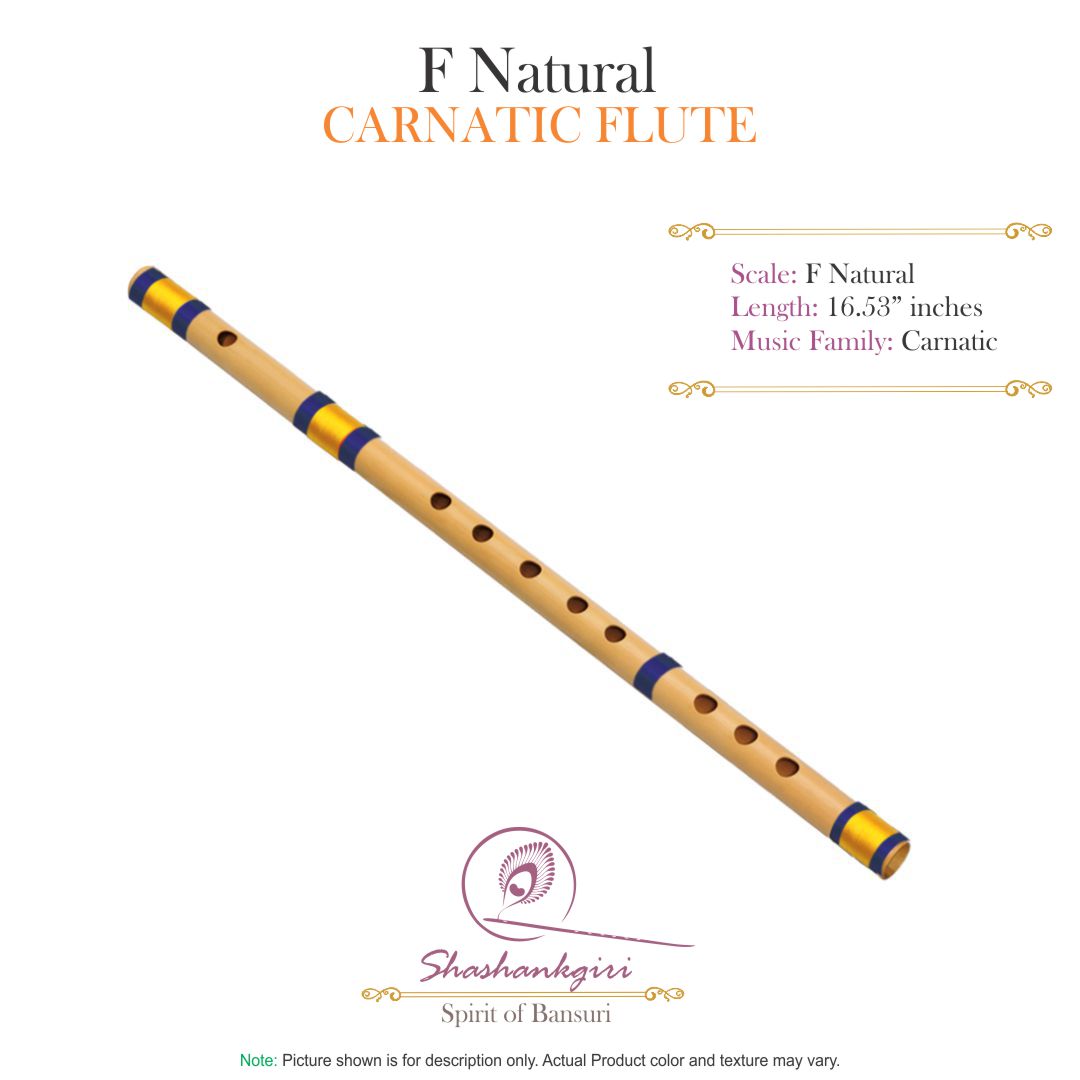 F Natural
CARNATIC FLUTE
Scale: F Natural
Length: 16.53” inches
Music Family: Carnatic
Shashankgiri
Spirit of Bansuri
Note: Picture shown is for description only. Actual Product color and texture may vary.